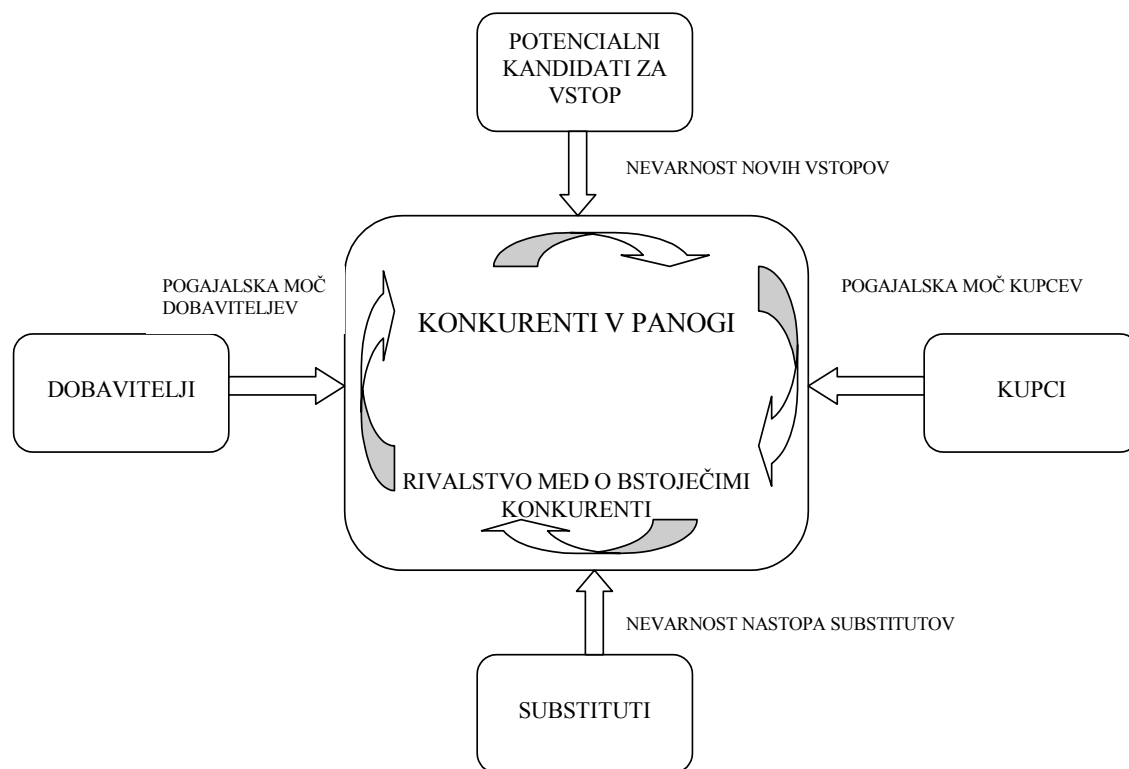 POTENCIALNI
KANDIDATI ZA
VSTOP
NEVARNOST NOVIH VSTOPOV
POGAJALSKA MOČ
DOBAVITELJEV
POGAJALSKA MOČ KUPCEV
KONKURENTI V PANOGI
DOBAVITELJI
KUPCI
RIVALSTVO MED O BSTOJEČIMI
KONKURENTI
NEVARNOST NASTOPA SUBSTITUTOV
SUBSTITUTI